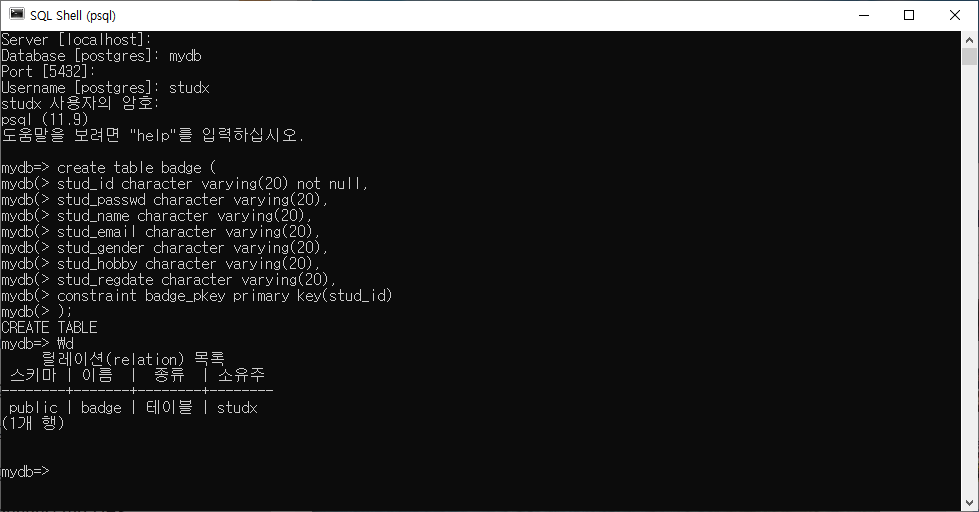 SQL Shell (psql)
Server [localhost]:
Database [postgres]: mydb
Port [5432]:
Username [postgres]: studx
studx 사용자의 암호:
psql (11.9)
도움말을 보려면 "help"를 입력하십시오.
mydb=> create table badge (
mydb(> stud_id character varying(20) not null,
mydb(> stud_passwd character varying(20),
mydb(> stud_name character varying(20),
mydb(> stud_email character varying(20),
mydb(> stud_gender character varying(20),
mydb(> stud_hobby character varying(20),
mydb(> stud_regdate character varying(20),
mydb(> constraint badge_pkey primary key(stud_id)
mydb(> );
CREATE TABLE
mydb=> ₩d
릴레이션(relation) 목록
스키마 | 이름 | 종류 | 소유주
--------+-------+--------+--------
public | badge | 테이블 | studx
(1개 행)
mydb=>